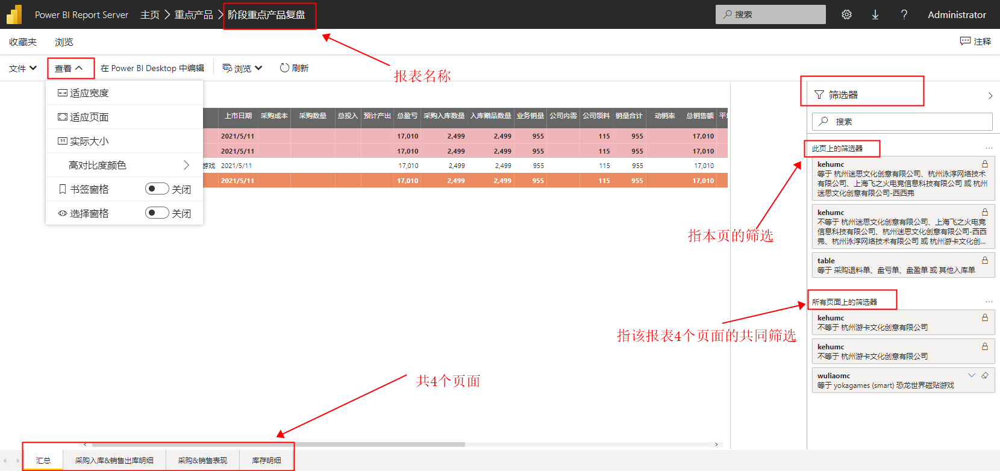 Power BI Report Server 主页 > 重点产品 > 阶段重点产品复盘 搜索 ? Administrator
收藏夹 浏览 注释
文件 查看 在 Power BI Desktop 中编辑 浏览 刷新
报表名称
适应宽度
适应页面
实际大小
高对比度颜色
书签窗格 关闭
选择窗格 关闭
上市日期 采购成本 采购数量 总投入 预计产出 总盈亏 采购入库数量 入库赠品数量 业务销量 公司内需 公司领料 销量合计 动销率 总销售额
2021/5/11 17,010 2,499 2,499 955 115 955 17,010
2021/5/11 17,010 2,499 2,499 955 115 955 17,010
游戏 2021/5/11 17,010 2,499 2,499 955 115 955 17,010
2021/5/11 17,010 2,499 2,499 955 115 955 17,010
筛选器
搜索
此页上的筛选器 ...
kehumc
等于 杭州迷思文化创意有限公司、杭州泳淳网络技术
有限公司、上海飞之火电竞信息科技有限公司 或 杭州
迷思文化创意有限公司-西西弗
kehumc
不等于 杭州迷思文化创意有限公司、上海飞之火电竞
信息科技有限公司、杭州迷思文化创意有限公司-西西
弗、杭州泳淳网络技术有限公司 或 杭州游卡文化创...
table
等于 采购退料单、盘亏单、盘盈单 或 其他入库单
指本页的筛选
所有页面上的筛选器 ...
kehumc
不等于 杭州游卡文化创意有限公司
kehumc
不等于 杭州游卡文化创意有限公司
wuliaomc
等于 yokagames (smart) 恐龙世界磁贴游戏
指该报表4个页面的共同筛选
共4个页面
汇总 采购入库&销售出库明细 采购&销售表现 库存明细